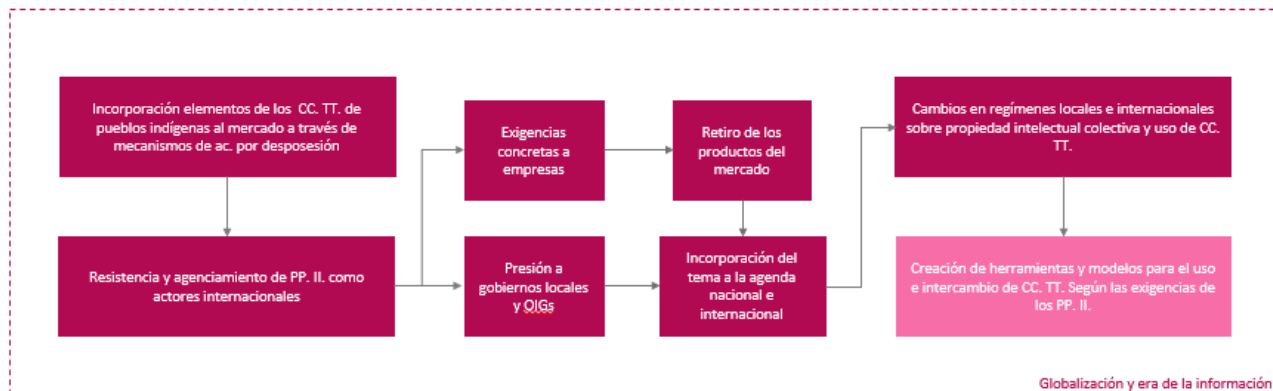 Incorporación elementos de los CC. TT. de
pueblos indígenas al mercado a través de
mecanismos de ac. por desposesión
Resistencia y agenciamiento de PP. II. como
actores internacionales
Exigencias
concretas a
empresas
Presión a
gobiernos locales
y OIGs
Retiro de los
productos del
mercado
Incorporación del
tema a la agenda
nacional e
internacional
Cambios en regímenes locales e internacionales
sobre propiedad intelectual colectiva y uso de CC.
TT.
Creación de herramientas y modelos para el uso
e intercambio de CC. TT. Según las exigencias de
los PP. II.
Globalización y era de la información